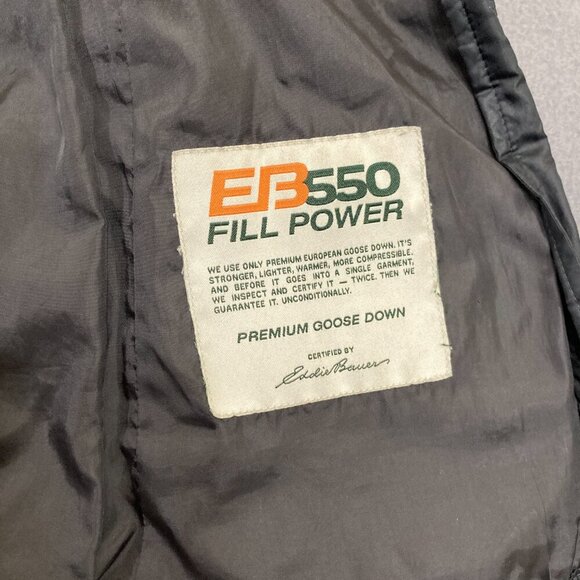 EB550
FILL POWER
WE USE ONLY PREMIUM EUROPEAN GOOSE DOWN. IT'S
STRONGER, LIGHTER, WARMER, MORE COMPRESSIBLE.
AND BEFORE IT GOES INTO A SINGLE GARMENT,
WE INSPECT AND CERTIFY IT — TWICE. THEN WE
GUARANTEE IT. UNCONDITIONALLY.
PREMIUM GOOSE DOWN
CERTIFIED BY
Eddie Bauer